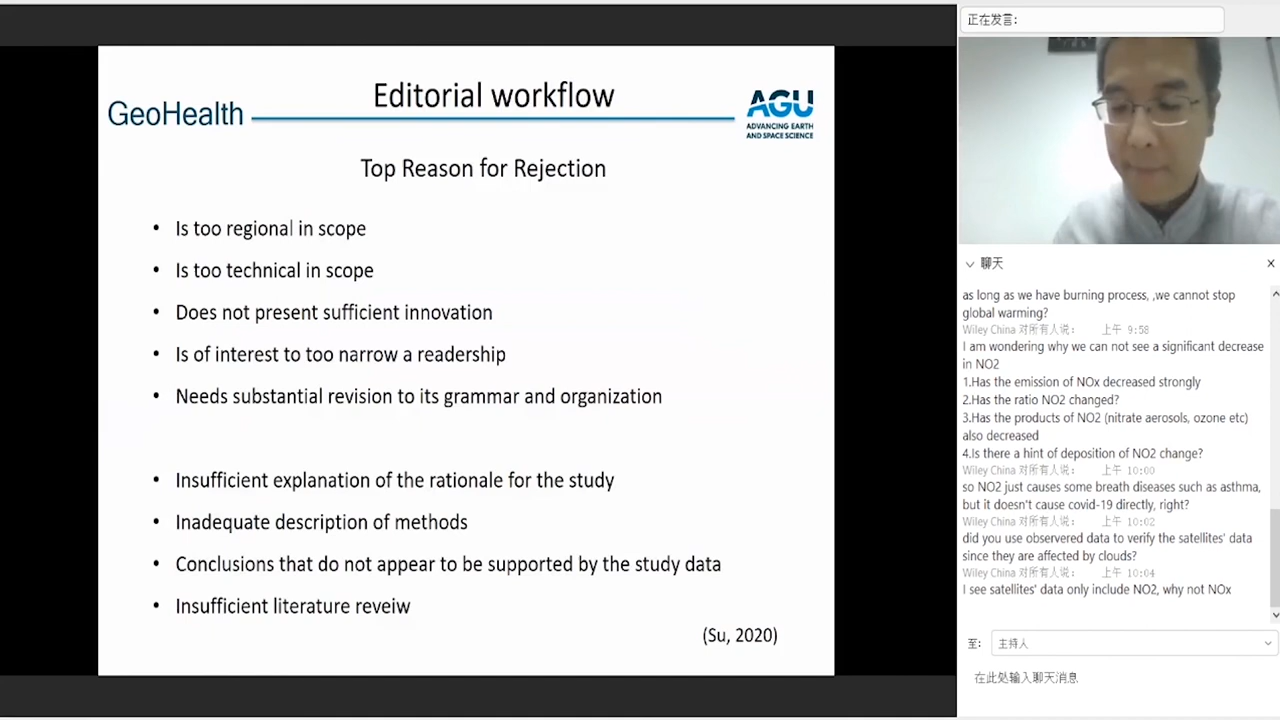 Editorial workflow
GeoHealth
AGU
ADVANCING EARTH
AND SPACE SCIENCE
Top Reason for Rejection
• Is too regional in scope
• Is too technical in scope
• Does not present sufficient innovation
• Is of interest to too narrow a readership
• Needs substantial revision to its grammar and organization
• Insufficient explanation of the rationale for the study
• Inadequate description of methods
• Conclusions that do not appear to be supported by the study data
• Insufficient literature reveiw
(Su, 2020)
正在发言:
聊天
as long as we have burning process, ,we cannot stop
global warming?
Wiley China 对所有人说: 上午 9:58
I am wondering why we can not see a significant decrease
in NO2
1.Has the emission of NOx decreased strongly
2.Has the ratio NO2 changed?
3.Has the products of NO2 (nitrate aerosols, ozone etc)
also decreased
4.Is there a hint of deposition of NO2 change?
Wiley China 对所有人说: 上午 10:00
so NO2 just causes some breath diseases such as asthma,
but it doesn't cause covid-19 directly, right?
Wiley China 对所有人说: 上午 10:02
did you use observered data to verify the satellites' data
since they are affected by clouds?
Wiley China 对所有人说: 上午 10:04
I see satellites' data only include NO2, why not NOx
至: 主持人
在此处输入聊天消息